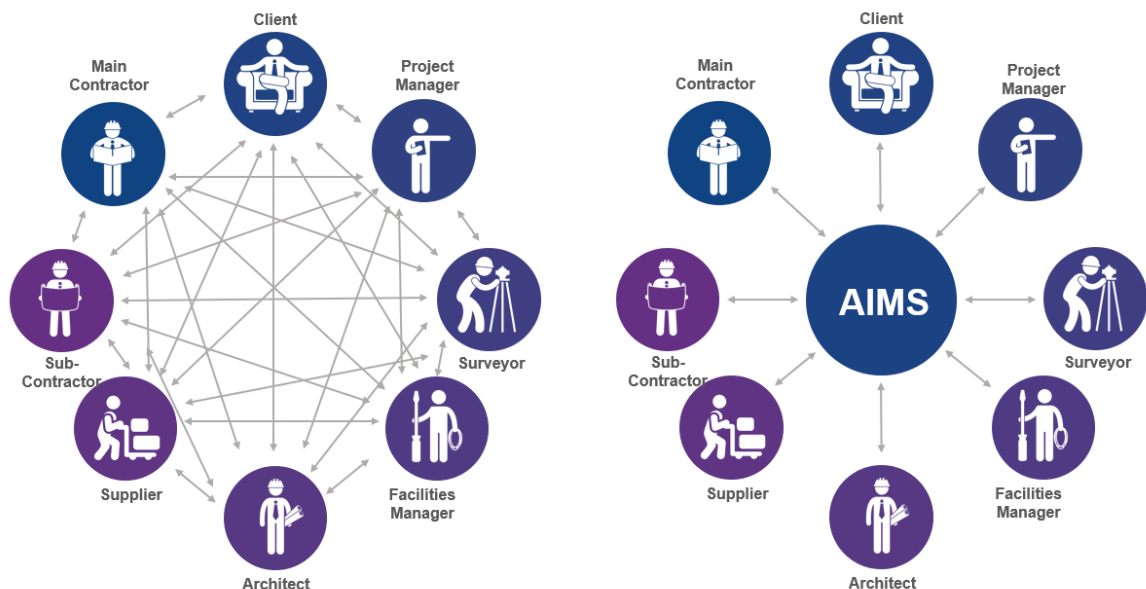 Client
Main
Contractor
Project
Manager
Sub-
Contractor
Surveyor
Supplier
Facilities
Manager
Architect
Client
Main
Contractor
Project
Manager
AIMS
Sub-
Contractor
Surveyor
Supplier
Facilities
Manager
Architect